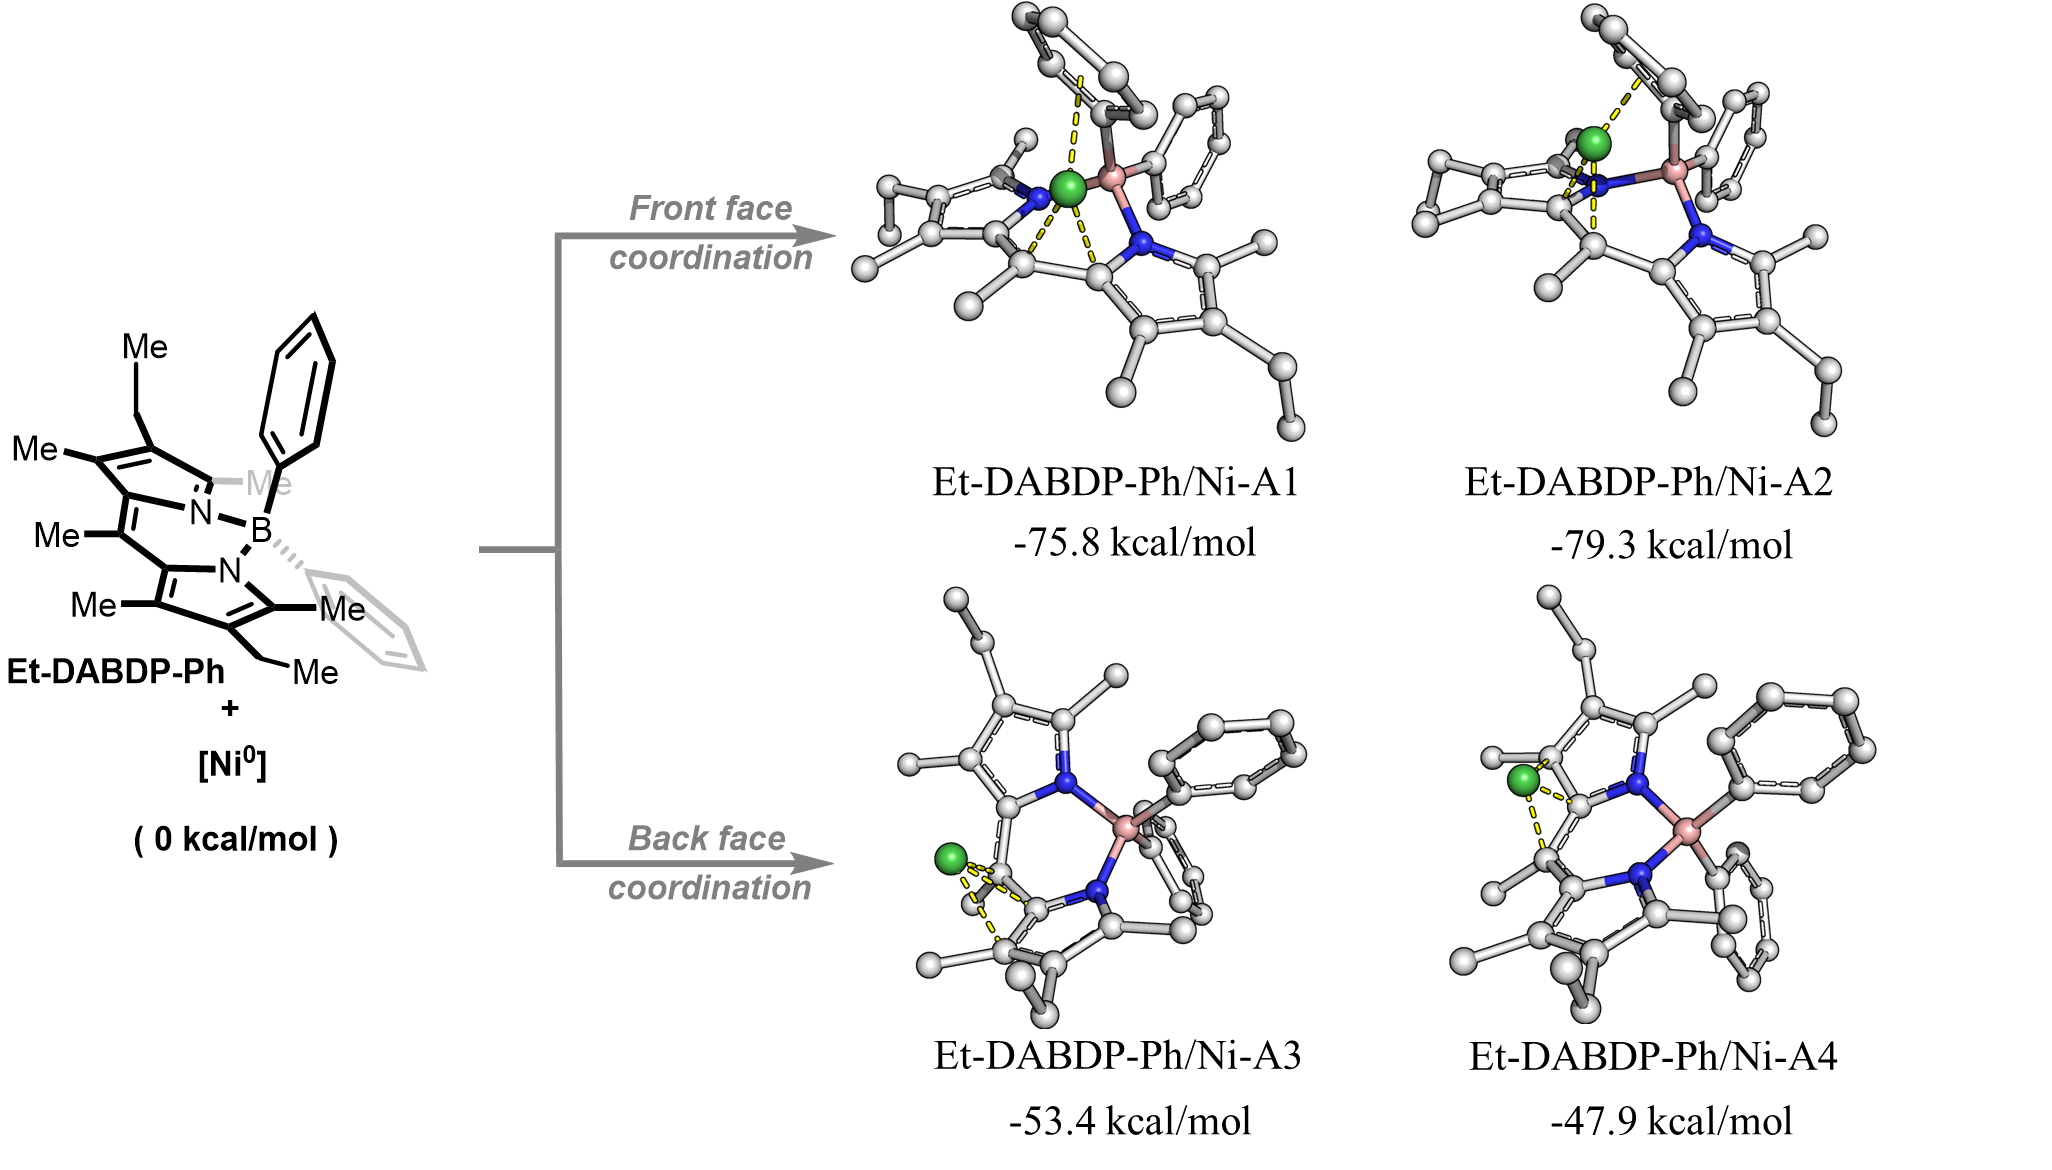 Me
Me
Me
N
B
Me
N
Me
Me
Et-DABDP-Ph
Me
+
[Ni⁰]
( 0 kcal/mol )
Front face
coordination
Et-DABDP-Ph/Ni-A1
-75.8 kcal/mol
Et-DABDP-Ph/Ni-A2
-79.3 kcal/mol
Back face
coordination
Et-DABDP-Ph/Ni-A3
-53.4 kcal/mol
Et-DABDP-Ph/Ni-A4
-47.9 kcal/mol